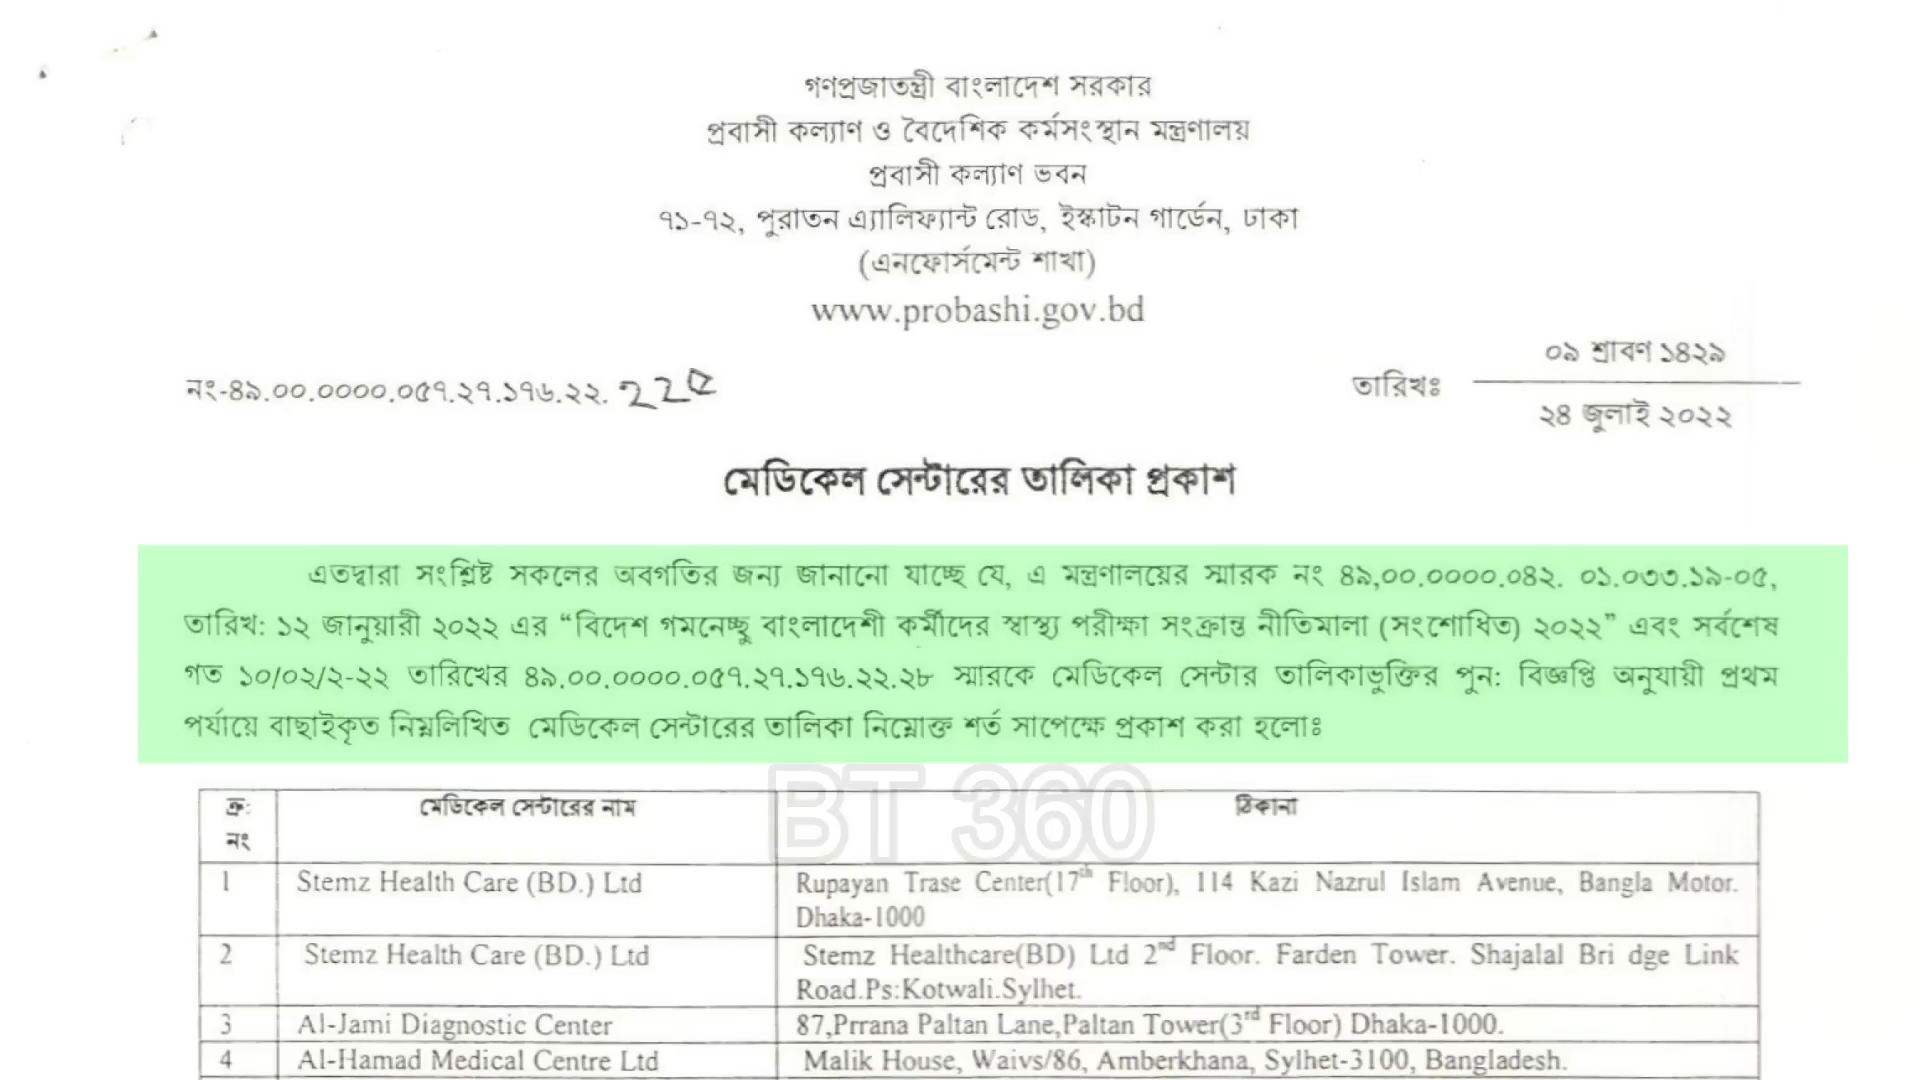 গণপ্রজাতন্ত্রী বাংলাদেশ সরকার
প্রবাসী কল্যাণ ও বৈদেশিক কর্মসংস্থান মন্ত্রণালয়
প্রবাসী কল্যাণ ভবন
৭১-৭২, পুরাতন এ্যালিফ্যান্ট রোড, ইস্কাটন গার্ডেন, ঢাকা
(এনফোর্সমেন্ট শাখা)
www.probashi.gov.bd
০৯ শ্রাবণ ১৪২৯
নং-৪৯.০০.০০০০.০৫৭.২৭.১৭৬.২২.
তারিখঃ
২৪ জুলাই ২০২২
মেডিকেল সেন্টারের তালিকা প্রকাশ
এতদ্বারা সংশ্লিষ্ট সকলের অবগতির জন্য জানানো যাচ্ছে যে, এ মন্ত্রণালয়ের স্মারক নং ৪৯,০০.০০০০.০৪২. ০১.০৩৩.১৯-০৫,
তারিখ: ১২ জানুয়ারী ২০২২ এর “বিদেশ গমনেচ্ছু বাংলাদেশী কর্মীদের স্বাস্থ্য পরীক্ষা সংক্রান্ত নীতিমালা (সংশোধিত) ২০২২” এবং সর্বশেষ
গত ১০/০২/২-২২ তারিখের ৪৯.০০.০০০০.০৫৭.২৭.১৭৬.২২.২৮ স্মারকে মেডিকেল সেন্টার তালিকাভুক্তির পুন: বিজ্ঞপ্তি অনুযায়ী প্রথম
পর্যায়ে বাছাইকৃত নিম্নলিখিত মেডিকেল সেন্টারের তালিকা নিম্নোক্ত শর্ত সাপেক্ষে প্রকাশ করা হলোঃ
BT 360
ক্র: নং মেডিকেল সেন্টারের নাম ঠিকানা
1 Stemz Health Care (BD.) Ltd Rupayan Trase Center(17th Floor), 114 Kazi Nazrul Islam Avenue, Bangla Motor.
Dhaka-1000
2 Stemz Health Care (BD.) Ltd Stemz Healthcare(BD) Ltd 2nd Floor. Farden Tower. Shajalal Bri dge Link
Road.Ps:Kotwali.Sylhet.
3 Al-Jami Diagnostic Center 87,Prrana Paltan Lane,Paltan Tower(3rd Floor) Dhaka-1000.
4 Al-Hamad Medical Centre Ltd Malik House, Waivs/86, Amberkhana, Sylhet-3100, Bangladesh.